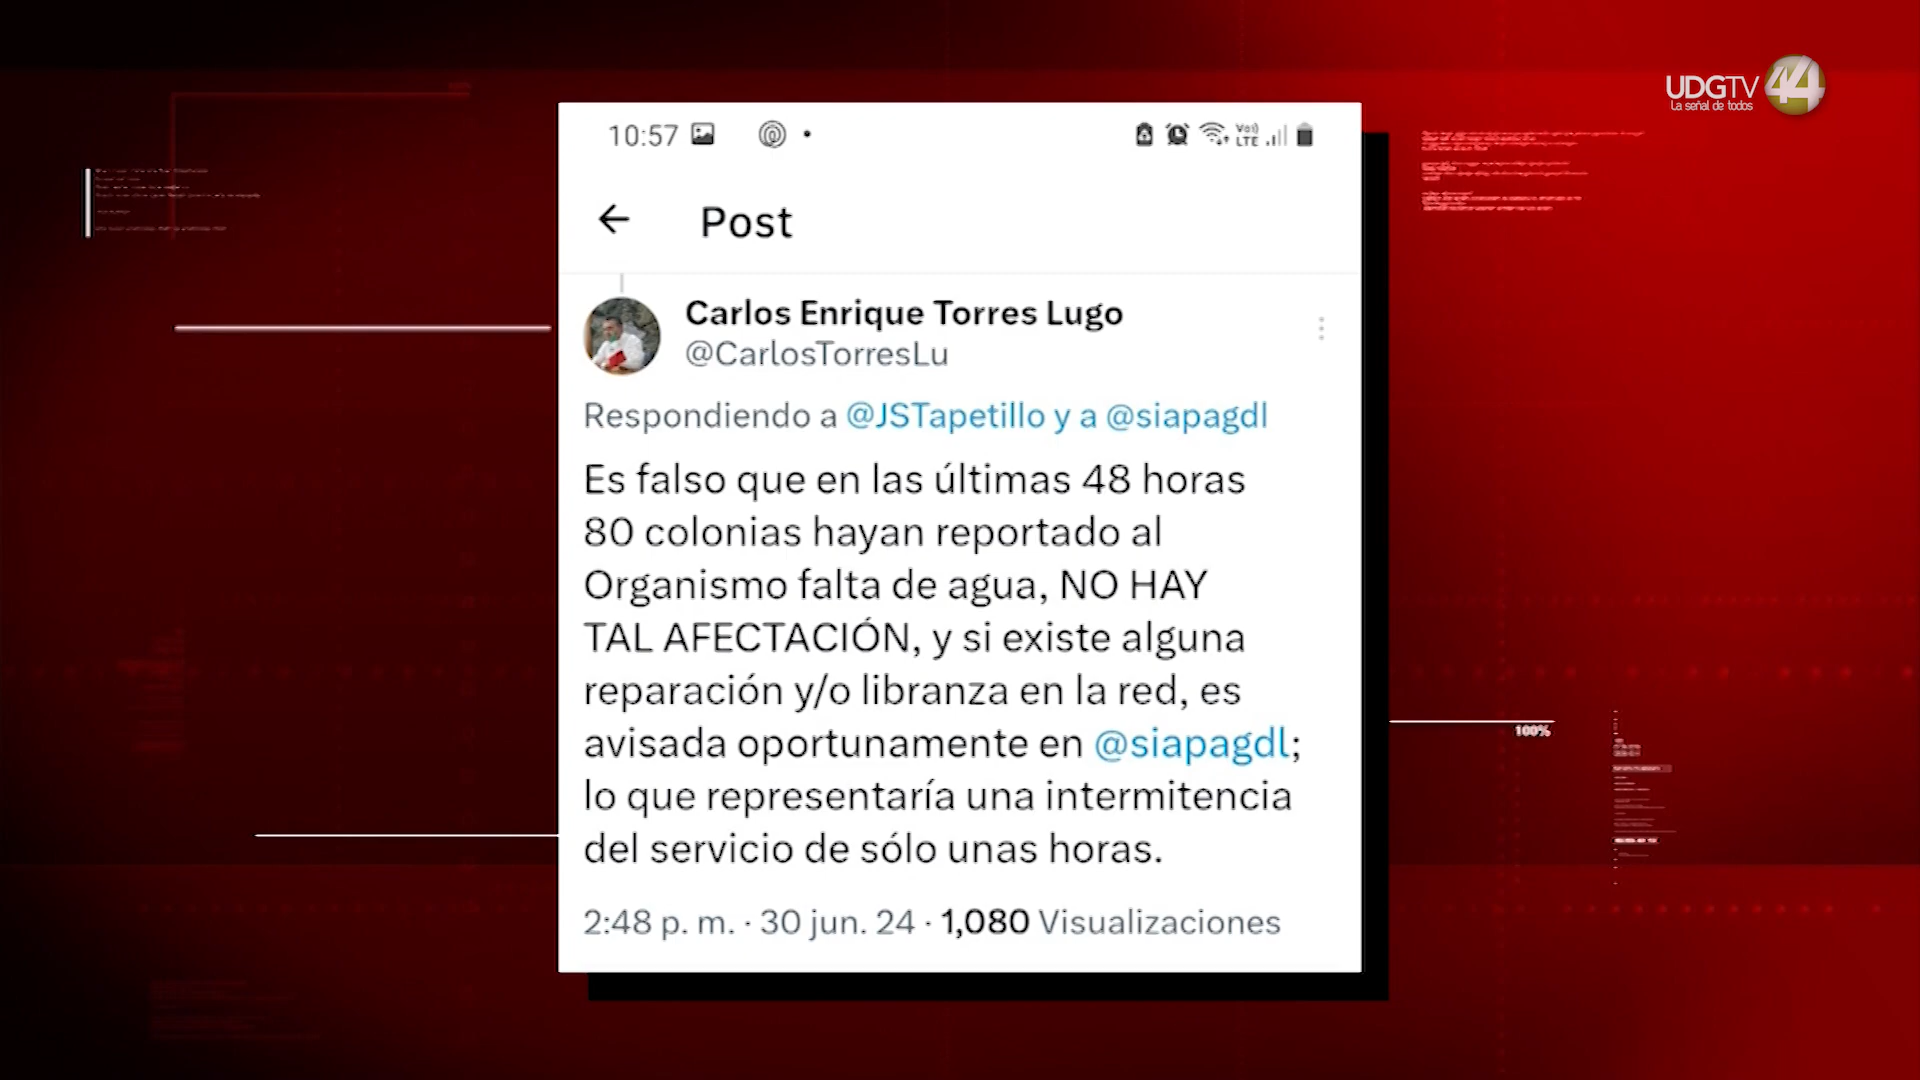 UDGTV 44
La señal de todos
10:57
Vo))
LTE
Post
Carlos Enrique Torres Lugo
@CarlosTorresLu
Respondiendo a @JSTapetillo y a @siapagdl
Es falso que en las últimas 48 horas
80 colonias hayan reportado al
Organismo falta de agua, NO HAY
TAL AFECTACIÓN, y si existe alguna
reparación y/o libranza en la red, es
avisada oportunamente en @siapagdl;
lo que representaría una intermitencia
del servicio de sólo unas horas.
2:48 p. m. · 30 jun. 24 · 1,080 Visualizaciones
100%